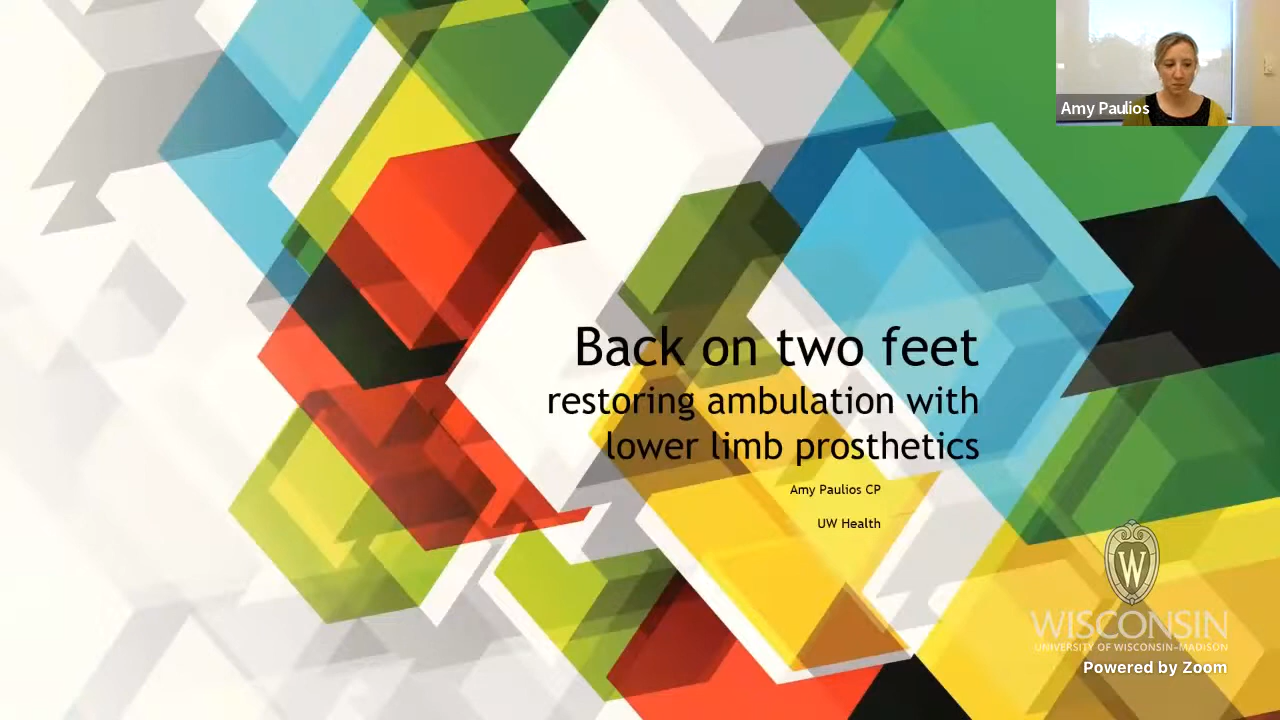 Amy Paulios
Back on two feet
restoring ambulation with
lower limb prosthetics
Amy Paulios CP
UW Health
W
WISCONSIN
UNIVERSITY OF WISCONSIN–MADISON
Powered by Zoom